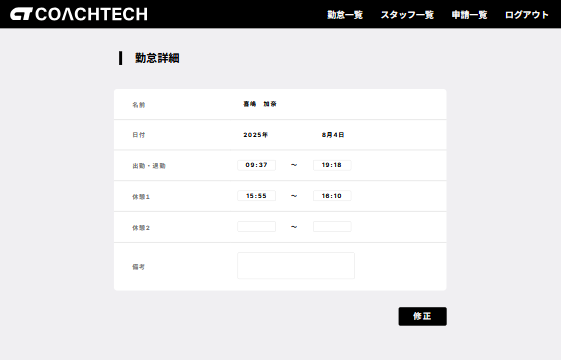 COACHTECH 勤怠一覧 スタッフ一覧 申請一覧 ログアウト
勤怠詳細
名前 喜嶋 加奈
日付 2025年 8月4日
出勤・退勤 09:37 ～ 19:18
休憩1 15:55 ～ 16:10
休憩2 ～
備考
修正